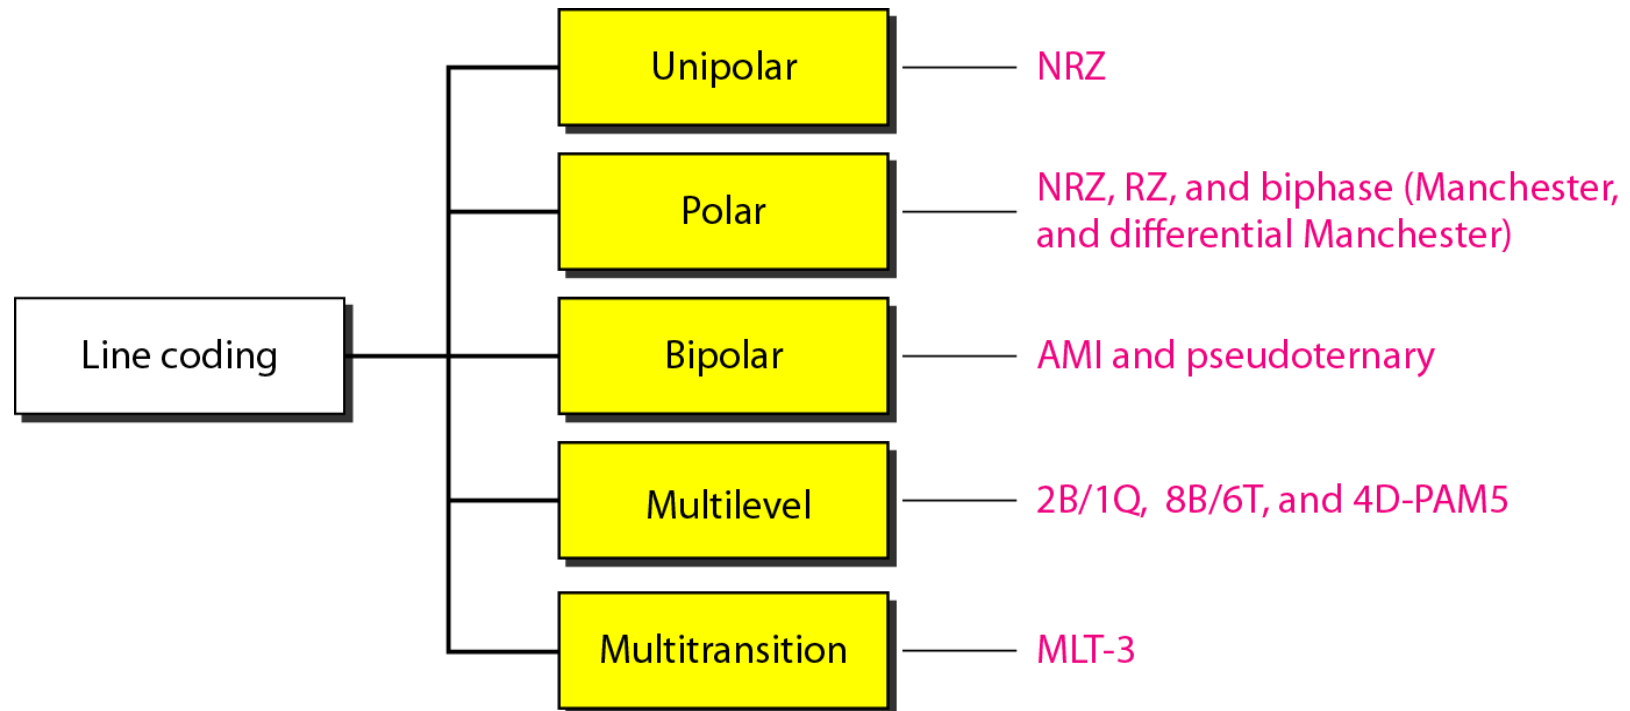 Unipolar
NRZ
Polar
NRZ, RZ, and biphase (Manchester,
and differential Manchester)
Line coding
Bipolar
AMI and pseudoternary
Multilevel
2B/1Q, 8B/6T, and 4D-PAM5
Multitransition
MLT-3